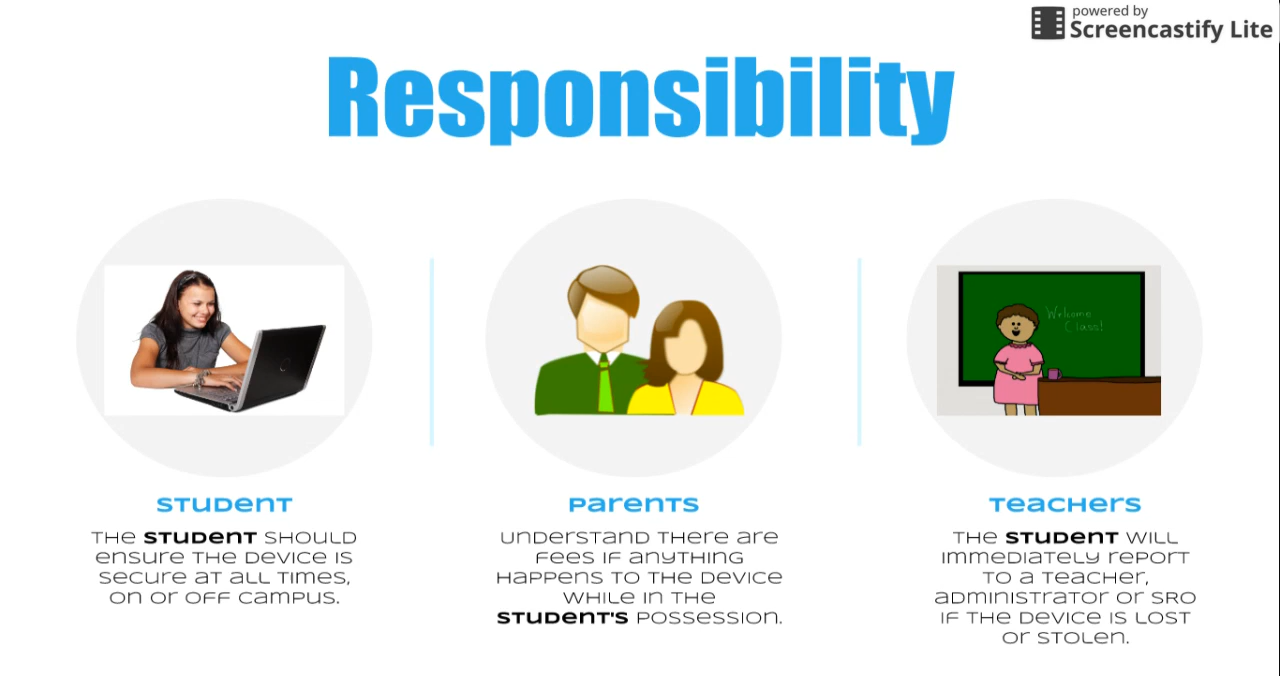 powered by
Screencastify Lite
Responsibility
Welcome
Class!
Student
The student should
ensure the device is
secure at all times,
on or off campus.
Parents
Understand there are
fees if anything
happens to the device
while in the
student's possession.
Teachers
The student will
immediately report
to a teacher,
administrator or SRO
if the device is lost
or stolen.